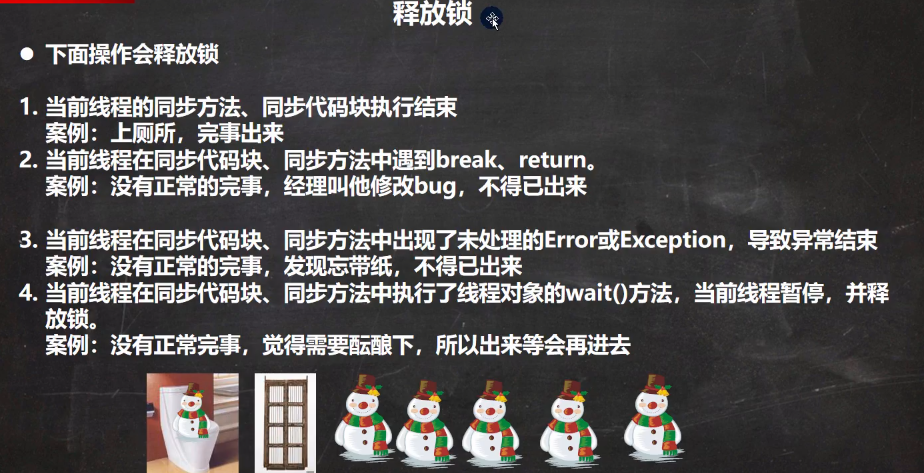 释放锁
● 下面操作会释放锁
1. 当前线程的同步方法、同步代码块执行结束
案例：上厕所，完事出来
2. 当前线程在同步代码块、同步方法中遇到break、return。
案例：没有正常的完事，经理叫他修改bug，不得已出来
3. 当前线程在同步代码块、同步方法中出现了未处理的Error或Exception，导致异常结束
案例：没有正常的完事，发现忘带纸，不得已出来
4. 当前线程在同步代码块、同步方法中执行了线程对象的wait()方法，当前线程暂停，并释
放锁。
案例：没有正常完事，觉得需要酝酿下，所以出来等会再进去